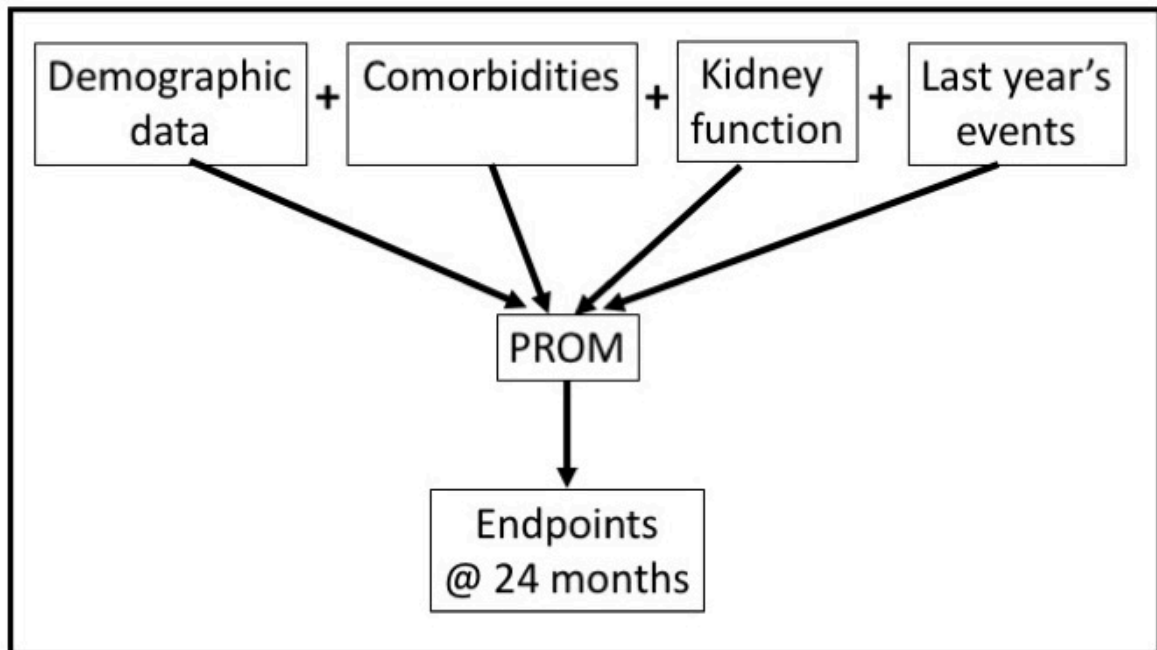 Demographic
data
+
Comorbidities
+
Kidney
function
+
Last year's
events
PROM
Endpoints
@ 24 months